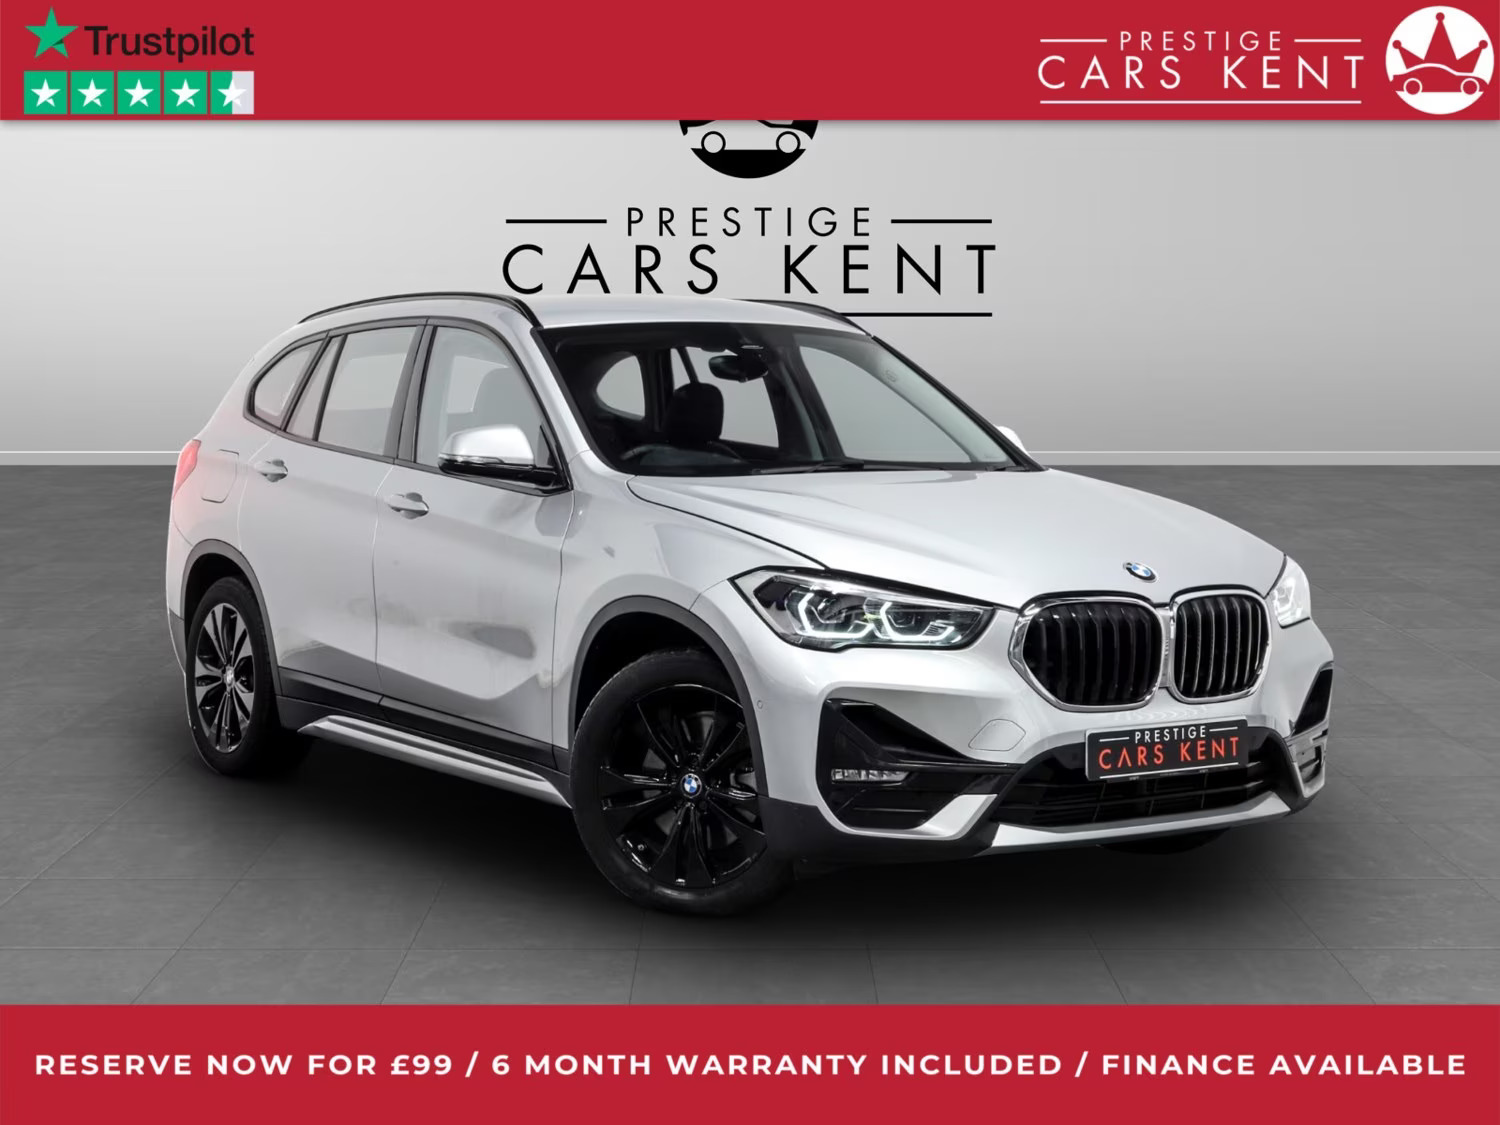 Trustpilot
PRESTIGE
CARS KENT
PRESTIGE
CARS KENT
PRESTIGE
CARS KENT
RESERVE NOW FOR £99 / 6 MONTH WARRANTY INCLUDED / FINANCE AVAILABLE